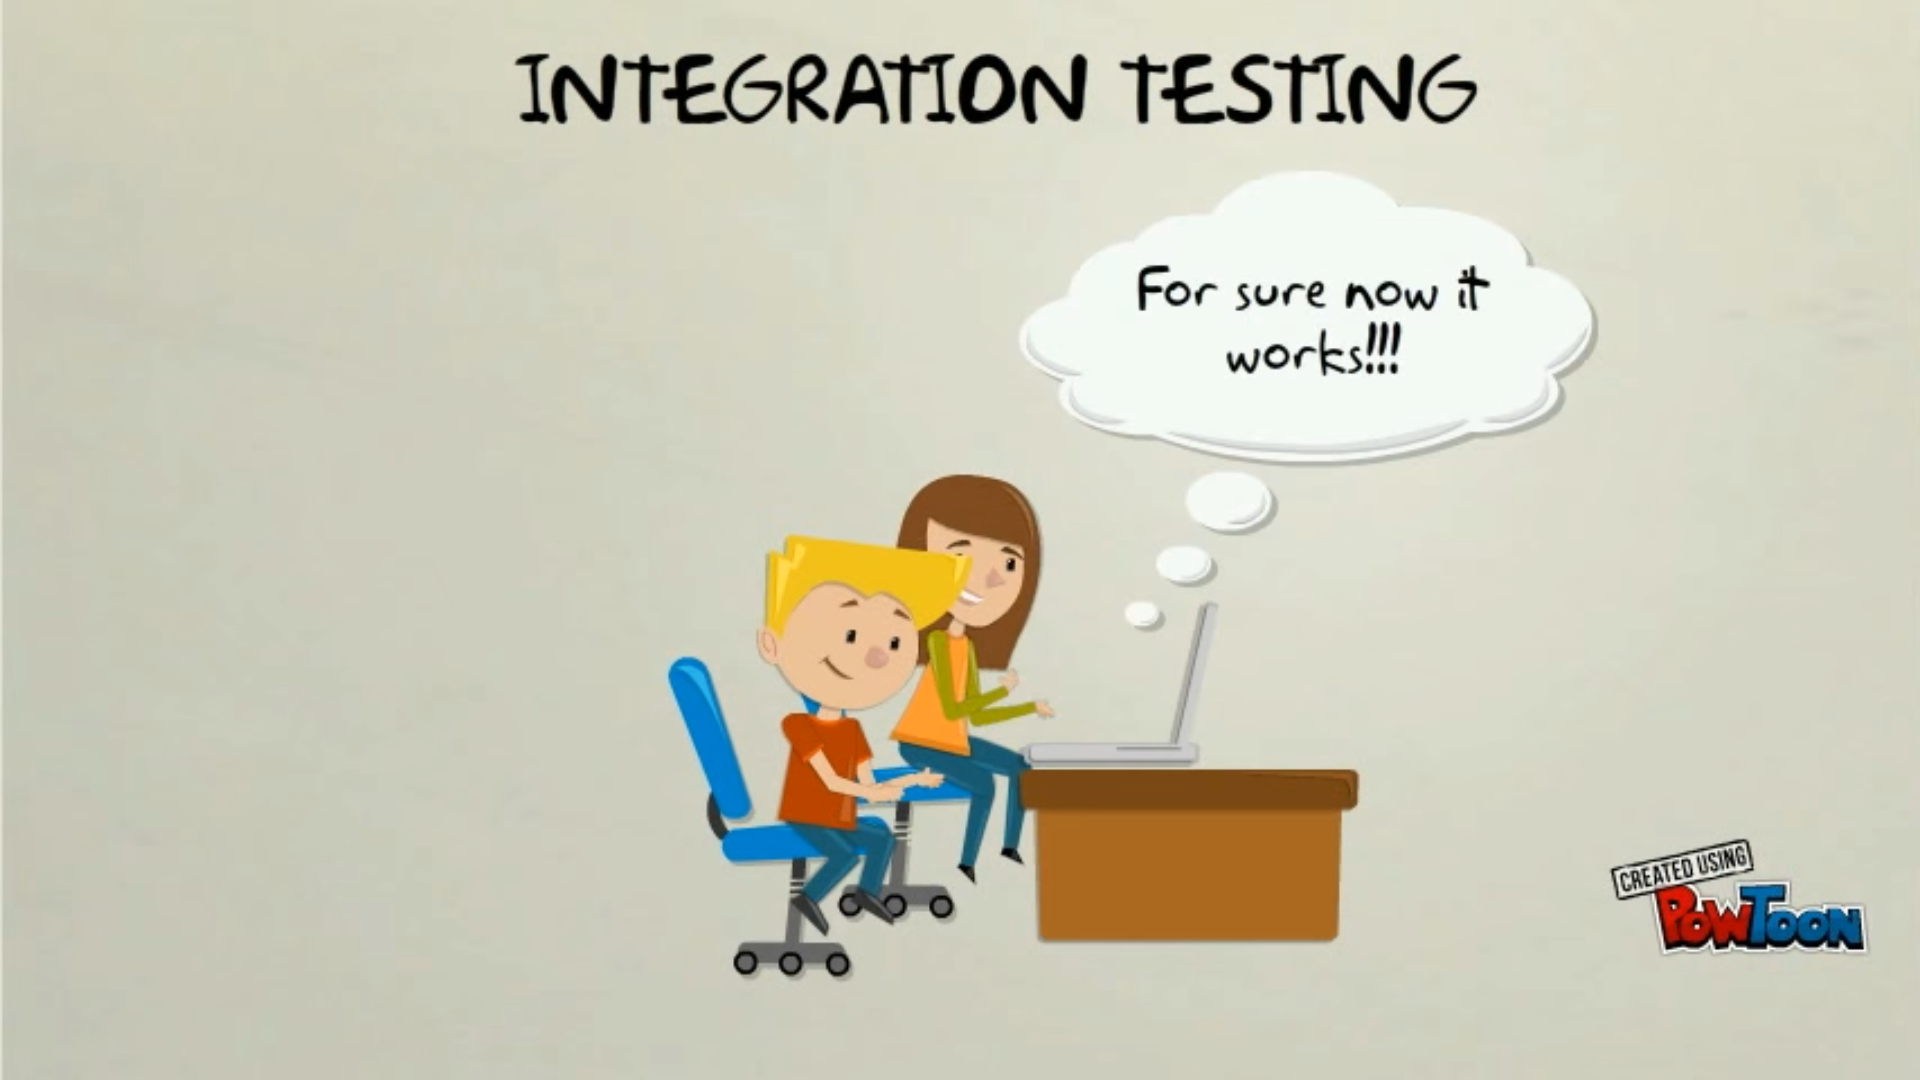 INTEGRATION TESTING
For sure now it
works!!!
CREATED USING
POWTOON